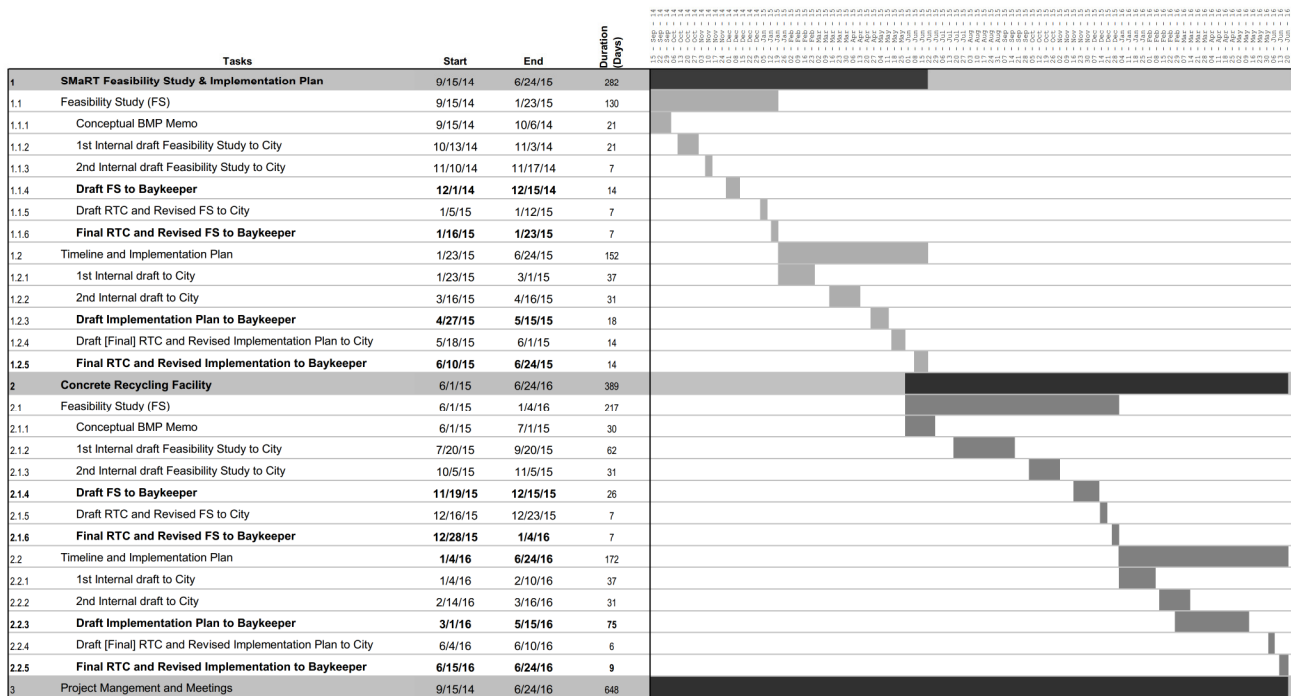 Tasks Start End Duration (Days)
1 SMaRT Feasibility Study & Implementation Plan 9/15/14 6/24/15 282
1.1 Feasibility Study (FS) 9/15/14 1/23/15 130
1.1.1 Conceptual BMP Memo 9/15/14 10/6/14 21
1.1.2 1st Internal draft Feasibility Study to City 10/13/14 11/3/14 21
1.1.3 2nd Internal draft Feasibility Study to City 11/10/14 11/17/14 7
1.1.4 Draft FS to Baykeeper 12/1/14 12/15/14 14
1.1.5 Draft RTC and Revised FS to City 1/5/15 1/12/15 7
1.1.6 Final RTC and Revised FS to Baykeeper 1/16/15 1/23/15 7
1.2 Timeline and Implementation Plan 1/23/15 6/24/15 152
1.2.1 1st Internal draft to City 1/23/15 3/1/15 37
1.2.2 2nd Internal draft to City 3/16/15 4/16/15 31
1.2.3 Draft Implementation Plan to Baykeeper 4/27/15 5/15/15 18
1.2.4 Draft [Final] RTC and Revised Implementation Plan to City 5/18/15 6/1/15 14
1.2.5 Final RTC and Revised Implementation to Baykeeper 6/10/15 6/24/15 14
2 Concrete Recycling Facility 6/1/15 6/24/16 389
2.1 Feasibility Study (FS) 6/1/15 1/4/16 217
2.1.1 Conceptual BMP Memo 6/1/15 7/1/15 30
2.1.2 1st Internal draft Feasibility Study to City 7/20/15 9/20/15 62
2.1.3 2nd Internal draft Feasibility Study to City 10/5/15 11/5/15 31
2.1.4 Draft FS to Baykeeper 11/19/15 12/15/15 26
2.1.5 Draft RTC and Revised FS to City 12/16/15 12/23/15 7
2.1.6 Final RTC and Revised FS to Baykeeper 12/28/15 1/4/16 7
2.2 Timeline and Implementation Plan 1/4/16 6/24/16 172
2.2.1 1st Internal draft to City 1/4/16 2/10/16 37
2.2.2 2nd Internal draft to City 2/14/16 3/16/16 31
2.2.3 Draft Implementation Plan to Baykeeper 3/1/16 5/15/16 75
2.2.4 Draft [Final] RTC and Revised Implementation Plan to City 6/4/16 6/10/16 6
2.2.5 Final RTC and Revised Implementation to Baykeeper 6/15/16 6/24/16 9
3 Project Mangement and Meetings 9/15/14 6/24/16 648